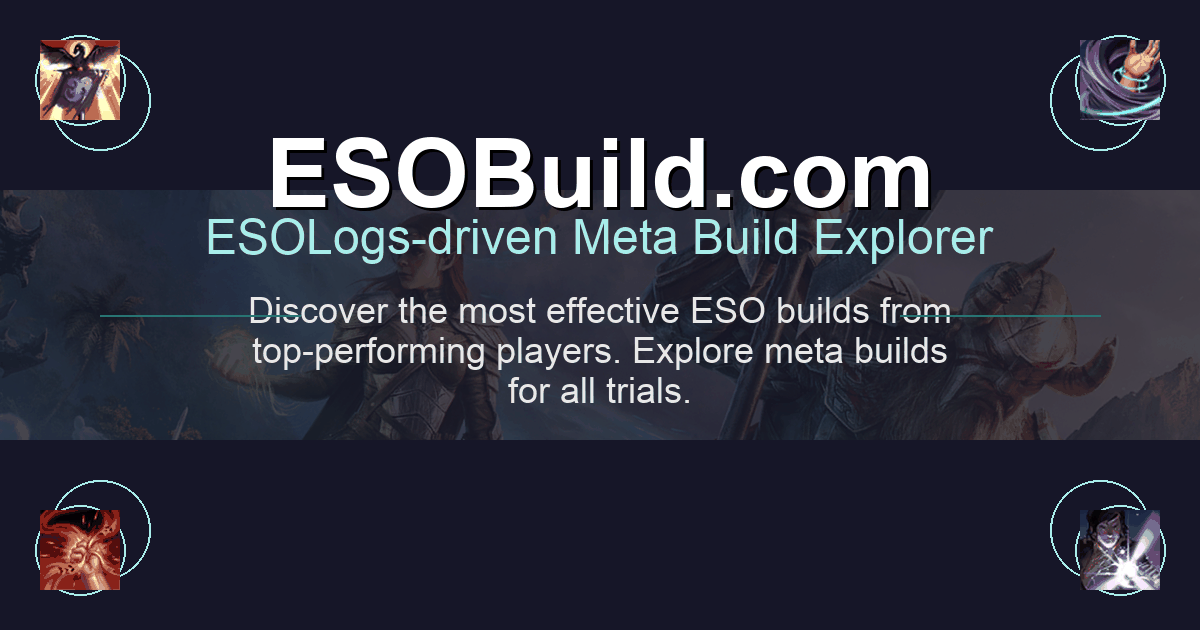 ESOBuild.com
ESOLogs-driven Meta Build Explorer
Discover the most effective ESO builds from
top-performing players. Explore meta builds
for all trials.